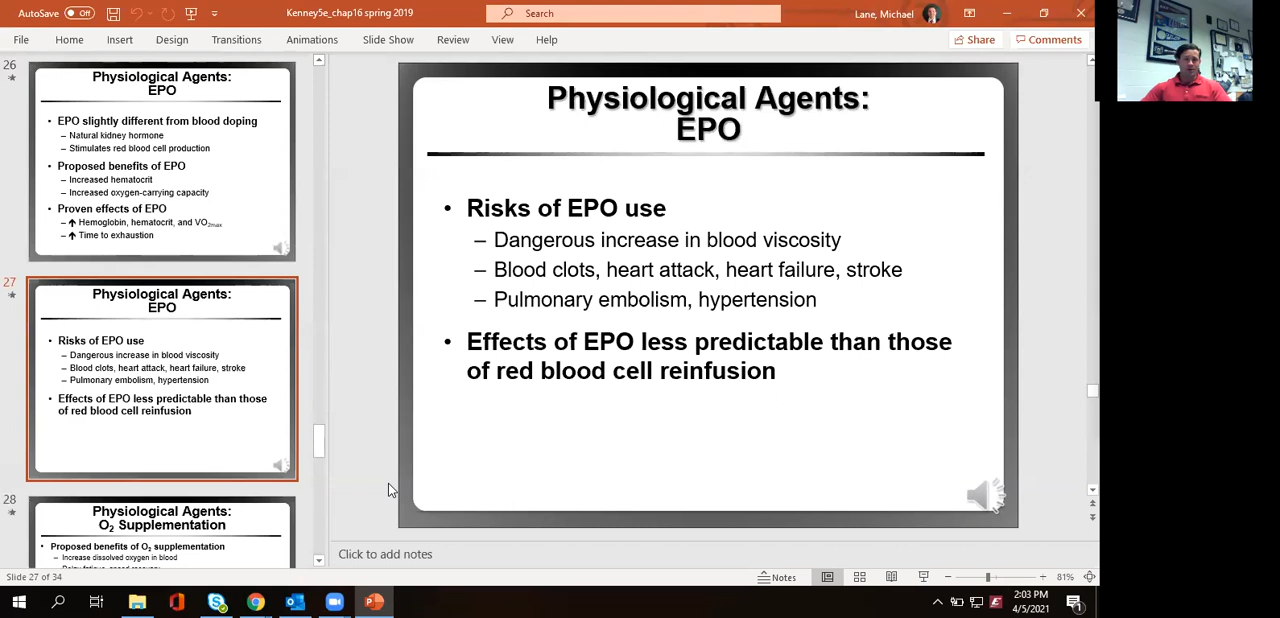 AutoSave Off
Kenney5e_chap16 spring 2019
Search
Lane, Michael
File Home Insert Design Transitions Animations Slide Show Review View Help
Share Comments
26
Physiological Agents:
EPO
• EPO slightly different from blood doping
– Natural kidney hormone
– Stimulates red blood cell production
• Proposed benefits of EPO
– Increased hematocrit
– Increased oxygen-carrying capacity
• Proven effects of EPO
– ↑ Hemoglobin, hematocrit, and VO2max
– ↑ Time to exhaustion
27
Physiological Agents:
EPO
• Risks of EPO use
– Dangerous increase in blood viscosity
– Blood clots, heart attack, heart failure, stroke
– Pulmonary embolism, hypertension
• Effects of EPO less predictable than those
of red blood cell reinfusion
28
Physiological Agents:
O2 Supplementation
• Proposed benefits of O2 supplementation
– Increase dissolved oxygen in blood
Physiological Agents:
EPO
• Risks of EPO use
– Dangerous increase in blood viscosity
– Blood clots, heart attack, heart failure, stroke
– Pulmonary embolism, hypertension
• Effects of EPO less predictable than those
of red blood cell reinfusion
Click to add notes
Slide 27 of 34
Notes
81%
2:03 PM
4/5/2021
1